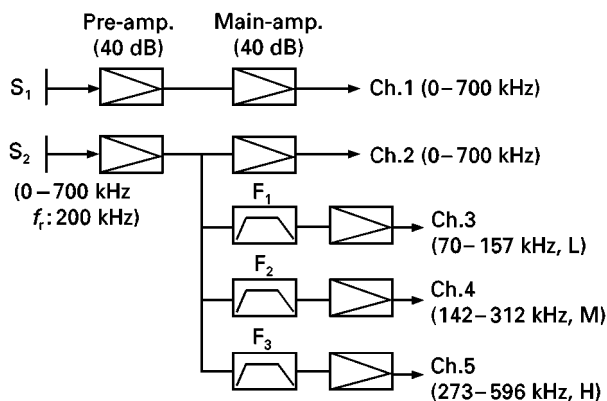 Pre-amp. Main-amp.
(40 dB) (40 dB)
S₁ Ch.1 (0–700 kHz)
S₂ Ch.2 (0–700 kHz)
(0–700 kHz
fᵣ: 200 kHz)
F₁
Ch.3
(70–157 kHz, L)
F₂
Ch.4
(142–312 kHz, M)
F₃
Ch.5
(273–596 kHz, H)